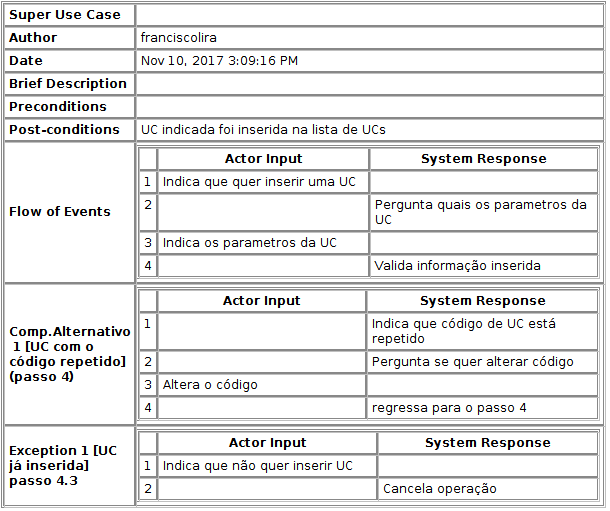 Super Use Case
Author franciscolira
Date Nov 10, 2017 3:09:16 PM
Brief Description
Preconditions
Post-conditions UC indicada foi inserida na lista de UCs
Flow of Events
Actor Input System Response
1 Indica que quer inserir uma UC
2 Pergunta quais os parametros da
UC
3 Indica os parametros da UC
4 Valida informação inserida
Comp.Alternativo
1 [UC com o
código repetido]
(passo 4)
Actor Input System Response
1 Indica que código de UC está
repetido
2 Pergunta se quer alterar código
3 Altera o código
4 regressa para o passo 4
Exception 1 [UC
já inserida]
passo 4.3
Actor Input System Response
1 Indica que não quer inserir UC
2 Cancela operação